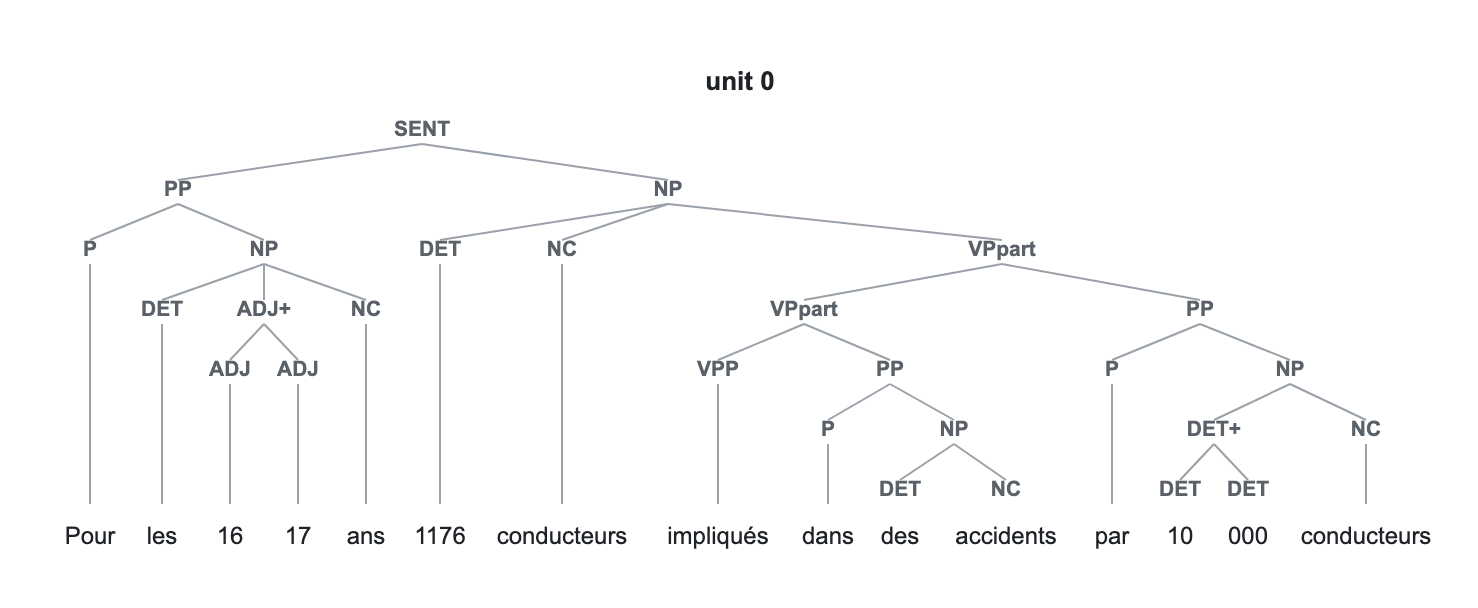 unit 0
SENT
PP NP
P NP DET NC VPpart
DET ADJ+ NC VPpart PP
ADJ ADJ VPP PP P NP
P NP DET+ NC
DET NC DET DET
Pour les 16 17 ans 1176 conducteurs impliqués dans des accidents par 10 000 conducteurs